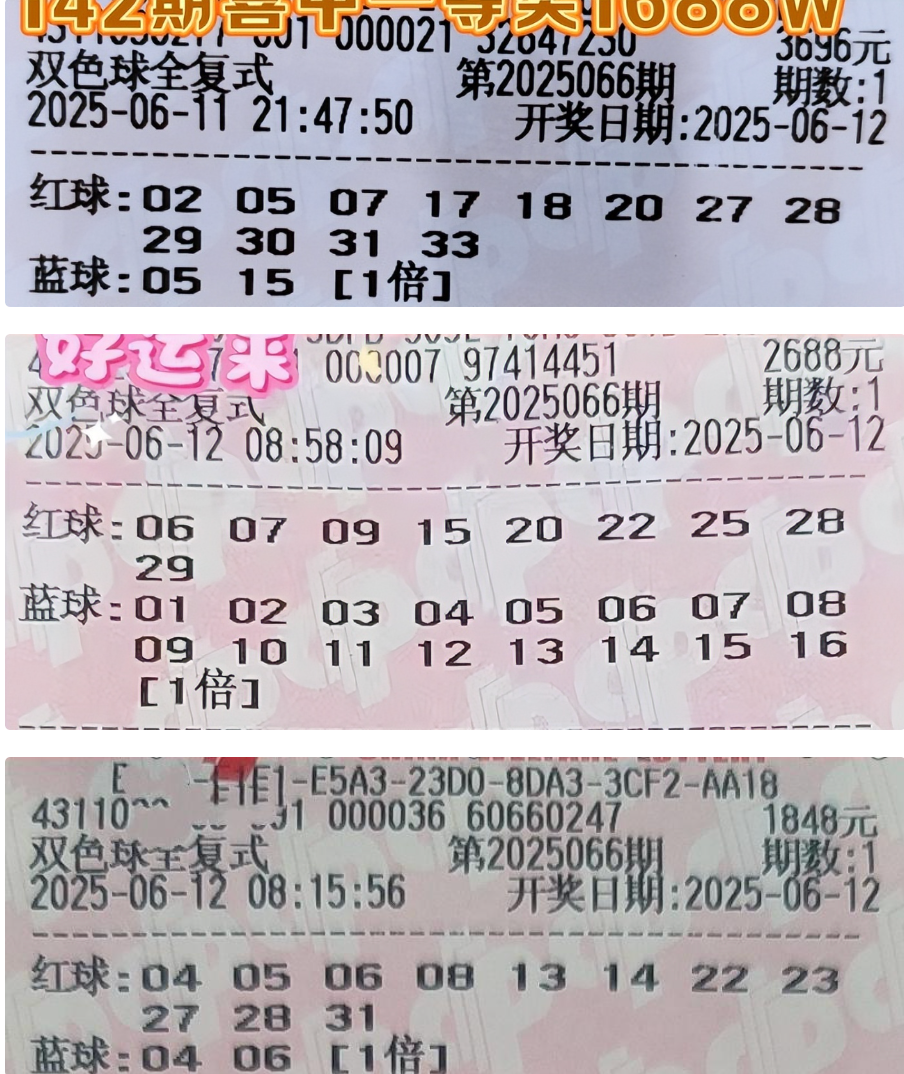 142期喜中一等奖1688W
000021 32647230 3696元
双色球全复式 第2025066期 期数:1
2025-06-11 21:47:50 开奖日期:2025-06-12
红球:02 05 07 17 18 20 27 28
29 30 31 33
蓝球:05 15 [1倍]
好运来
000007 97414451 2688元
双色球全复式 第2025066期 期数:1
2025-06-12 08:58:09 开奖日期:2025-06-12
红球:06 07 09 15 20 22 25 28
29
蓝球:01 02 03 04 05 06 07 08
09 10 11 12 13 14 15 16
[1倍]
E1E1-E5A3-23D0-8DA3-3CF2-AA18
43110 000036 60660247 1848元
双色球全复式 第2025066期 期数:1
2025-06-12 08:15:56 开奖日期:2025-06-12
红球:04 05 06 08 13 14 22 23
27 28 31
蓝球:04 06 [1倍]